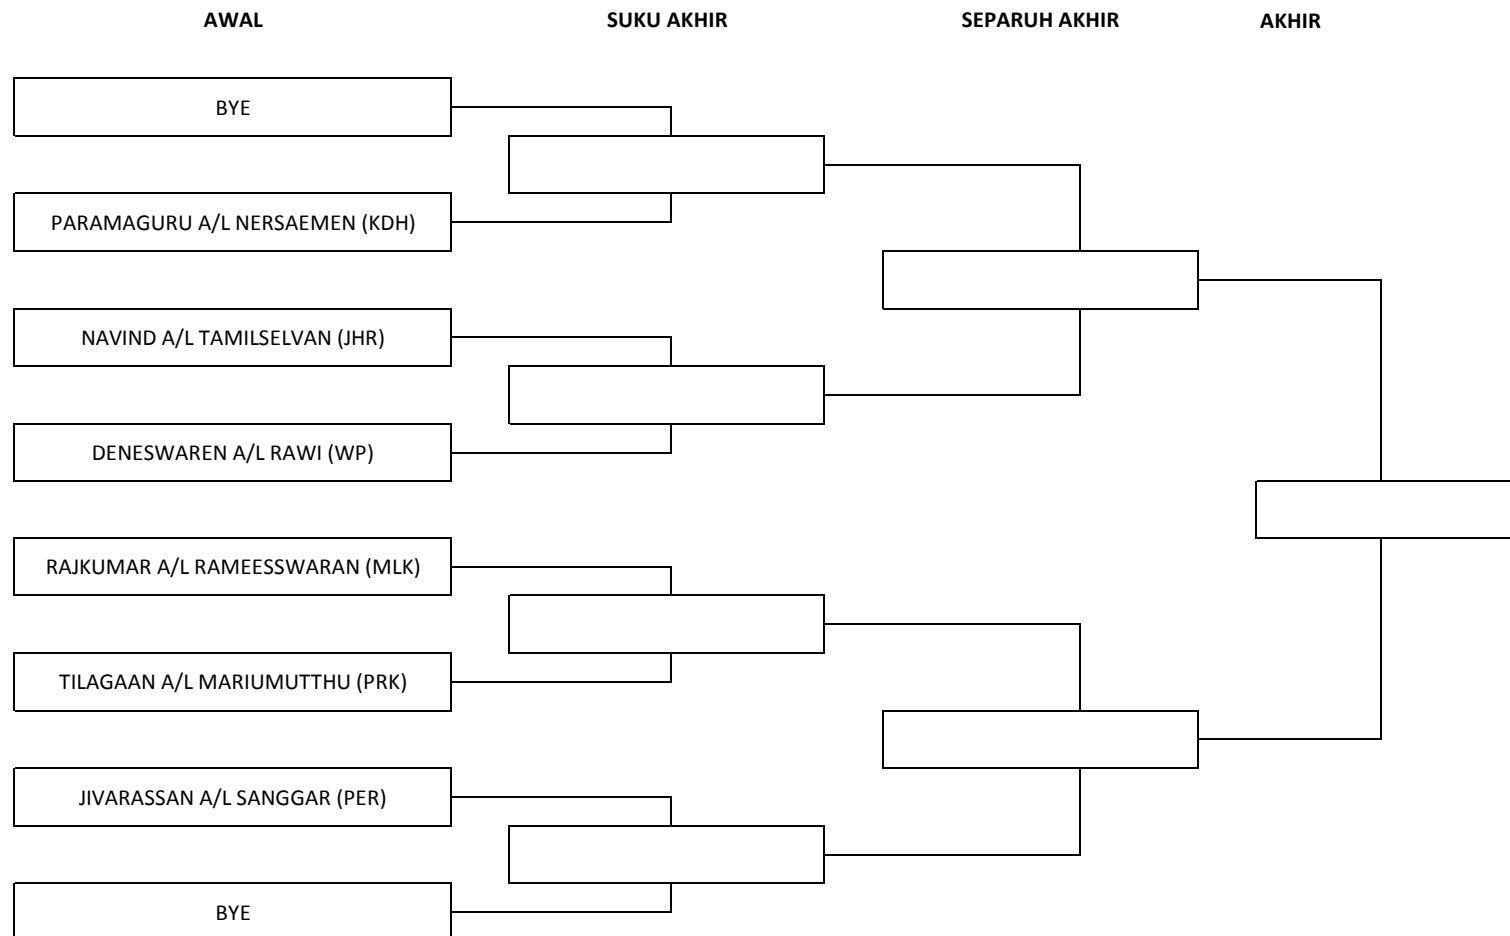 AWAL SUKU AKHIR SEPARUH AKHIR AKHIR
BYE
PARAMAGURU A/L NERSAEMEN (KDH)
NAVIND A/L TAMILSELVAN (JHR)
DENESWAREN A/L RAWI (WP)
RAJKUMAR A/L RAMEESSWARAN (MLK)
TILAGAAN A/L MARIUMUTTHU (PRK)
JIVARASSAN A/L SANGGAR (PER)
BYE